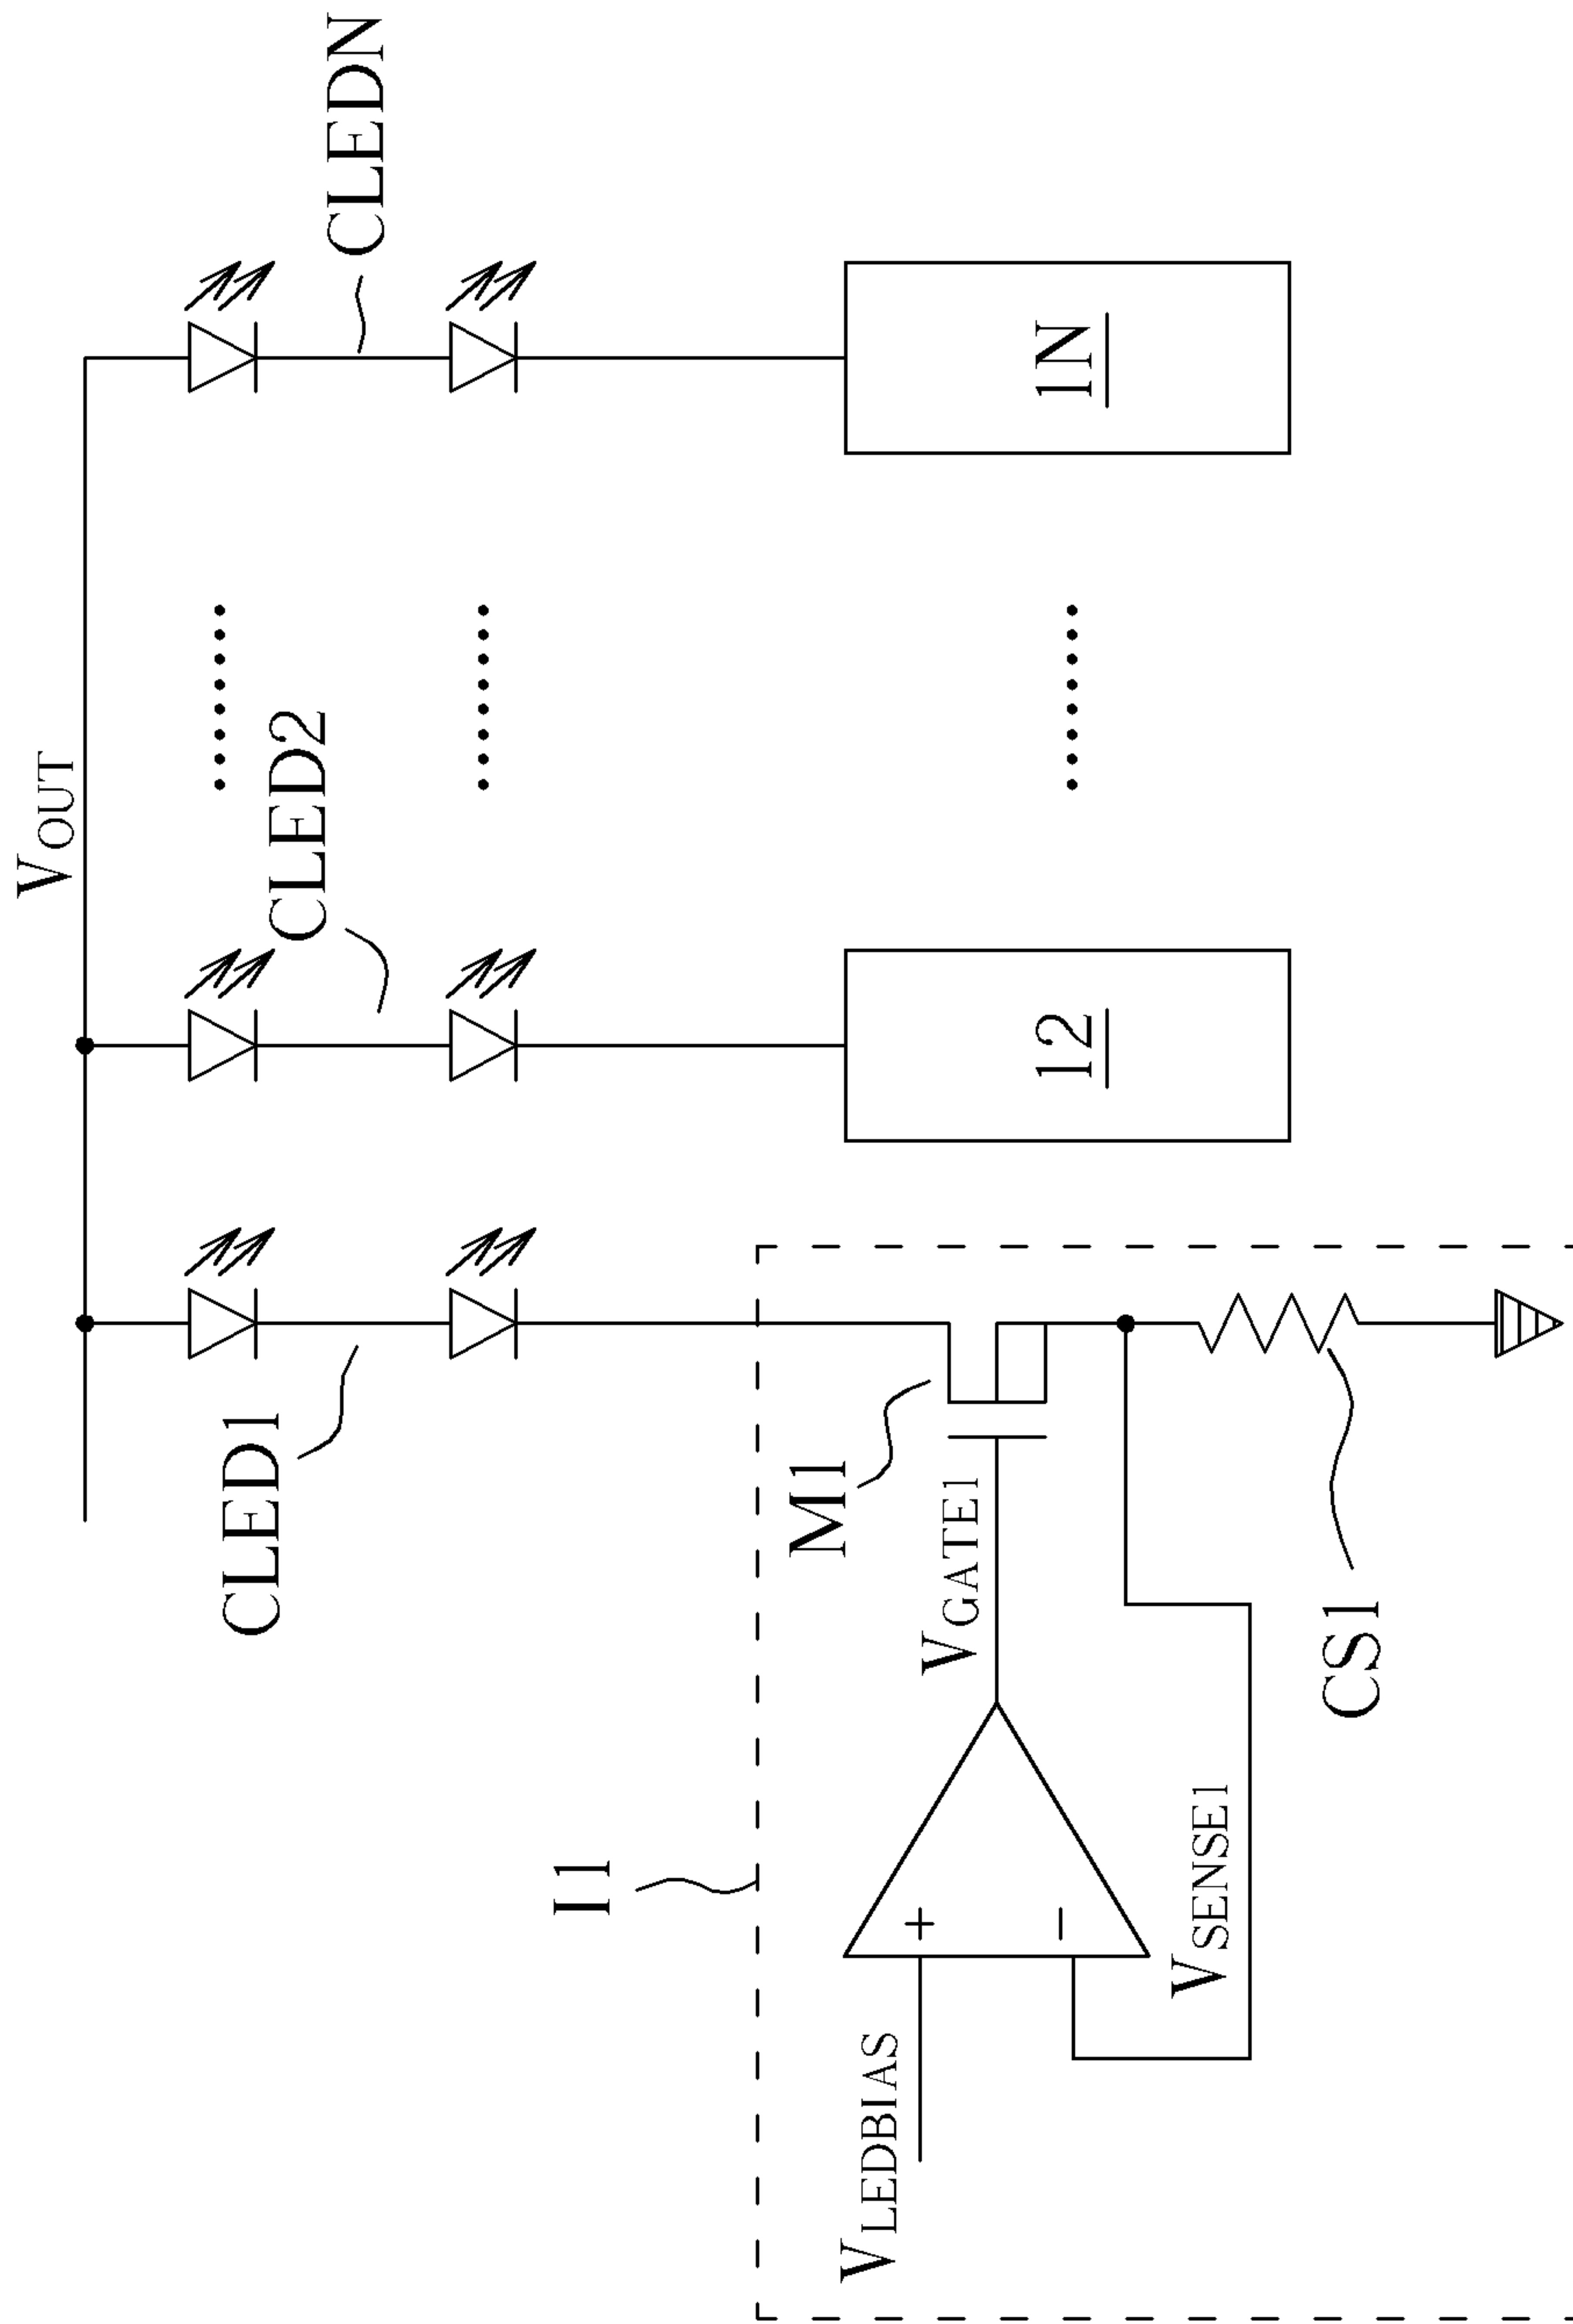 VOUT
CLED1
CLED2
CLEDN
I1
M1
VLEDBIAS
+
VGATE1
−
12
1N
VSENSE1
CS1